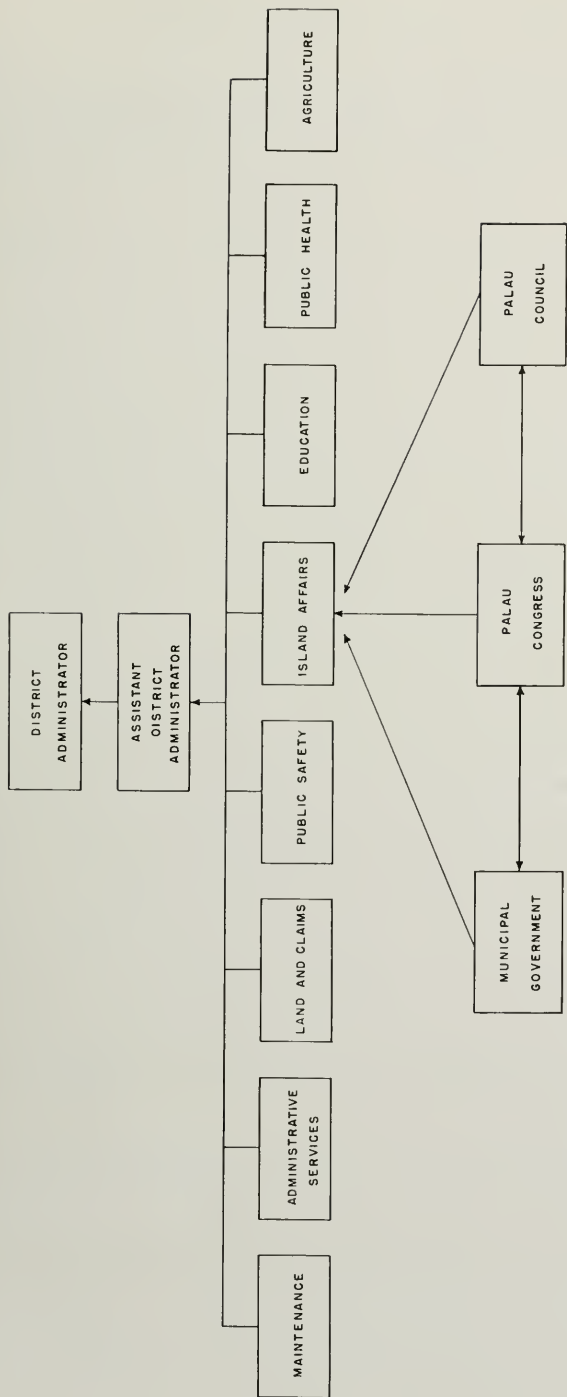 DISTRICT
ADMINISTRATOR
ASSISTANT
OISTRICT
ADMINISTRATOR
MAINTENANCE
ADMINISTRATIVE
SERVICES
LAND AND CLAIMS
PUBLIC SAFETY
ISLAND AFFAIRS
EDUCATION
PUBLIC HEALTH
AGRICULTURE
MUNICIPAL
GOVERNMENT
PALAU
CONGRESS
PALAU
COUNCIL